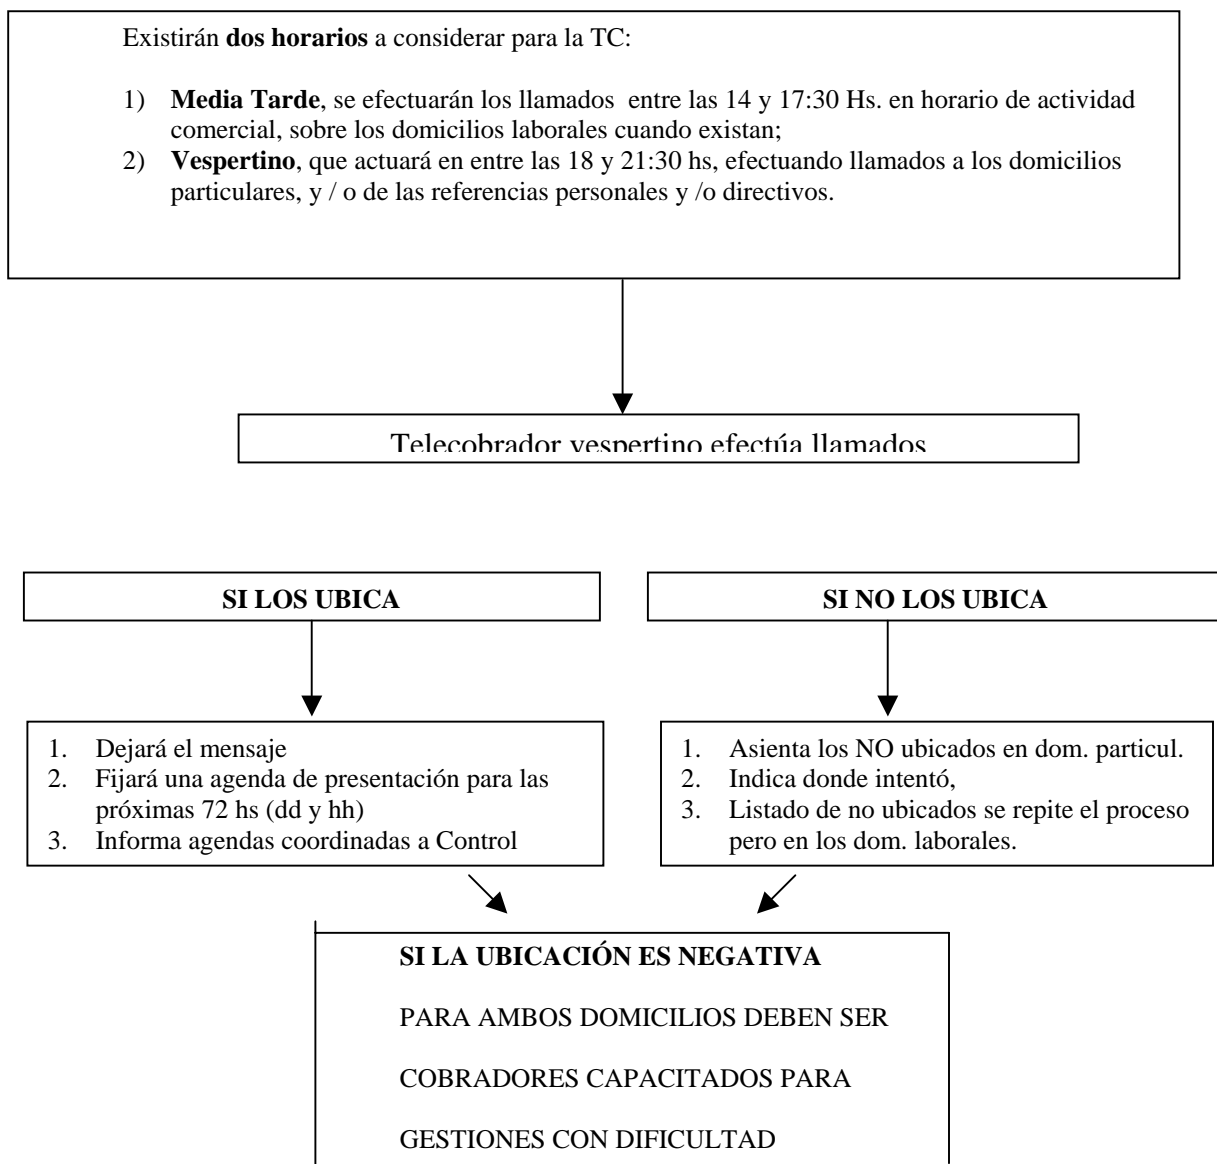 Existirán dos horarios a considerar para la TC:
1) Media Tarde, se efectuarán los llamados entre las 14 y 17:30 Hs. en horario de actividad
comercial, sobre los domicilios laborales cuando existan;
2) Vespertino, que actuará en entre las 18 y 21:30 hs, efectuando llamados a los domicilios
particulares, y / o de las referencias personales y /o directivos.
Telecobrador vespertino efectúa llamados
SI LOS UBICA
SI NO LOS UBICA
1. Dejará el mensaje
2. Fijará una agenda de presentación para las
próximas 72 hs (dd y hh)
3. Informa agendas coordinadas a Control
1. Asienta los NO ubicados en dom. particul.
2. Indica donde intentó,
3. Listado de no ubicados se repite el proceso
pero en los dom. laborales.
SI LA UBICACIÓN ES NEGATIVA
PARA AMBOS DOMICILIOS DEBEN SER
COBRADORES CAPACITADOS PARA
GESTIONES CON DIFICULTAD